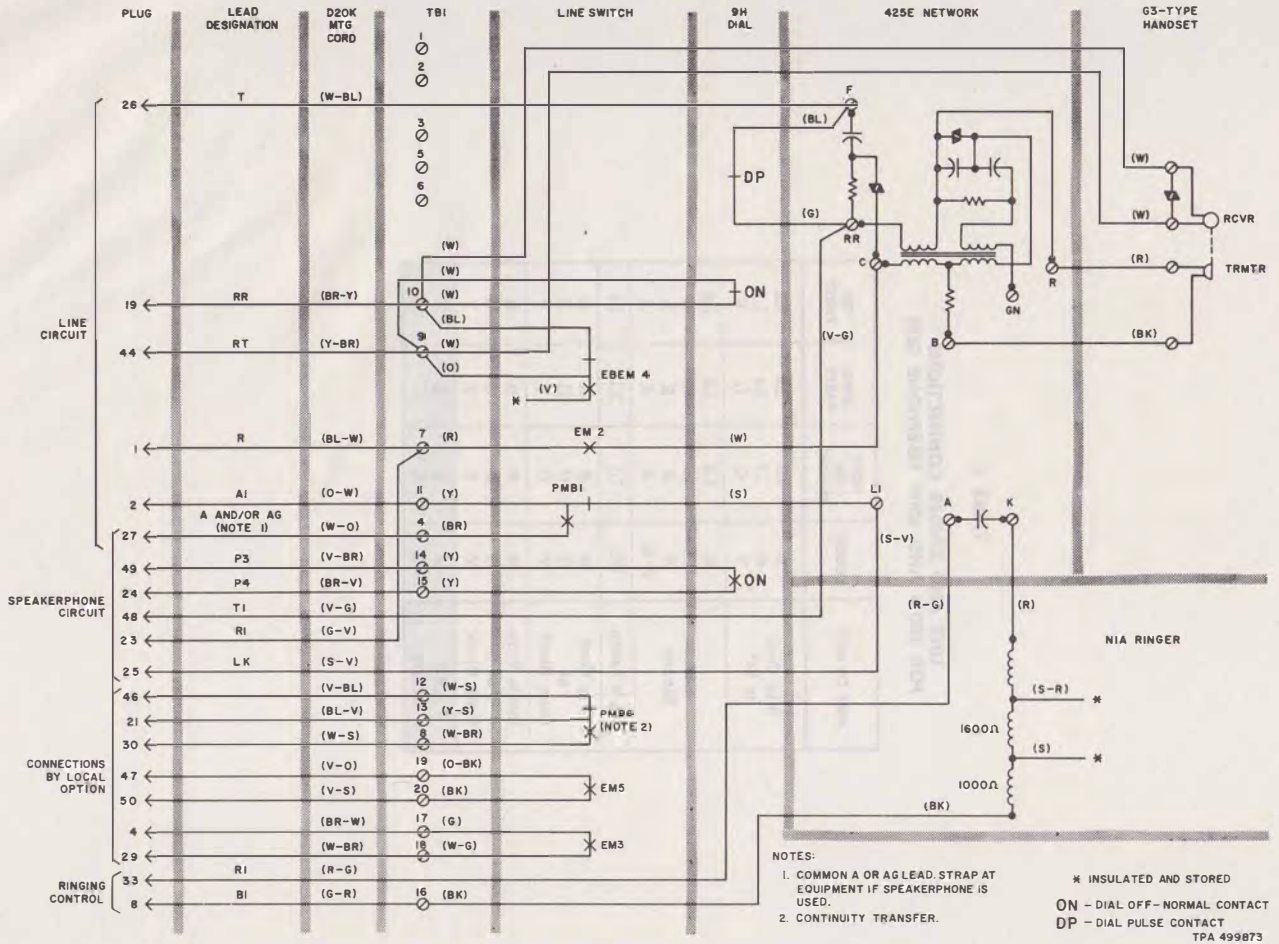 PLUG
LEAD DESIGNATION
D20K MTG CORD
TB1
LINE SWITCH
9H DIAL
425E NETWORK
G3-TYPE HANDSET
1
2
26 T (W-BL) F
(BL)
3
5
6
DP
(G)
RR
C
(W)
(W)
RCVR
(R)
TRMTR
R
GN
(BK)
B
(V-G)
LINE CIRCUIT
(W)
(W)
10 (W)
ON
19 RR (BR-Y)
(BL)
9 (W)
44 RT (Y-BR)
(O)
EBEM 4
(V)
*
1 R (BL-W) 7 (R) EM 2 (W)
2 A1 (O-W) 11 (Y) PMB1 (S) L1 A K
A AND/OR AG
(NOTE 1)
27 (W-O) 4 (BR)
(S-V)
SPEAKERPHONE CIRCUIT
49 P3 (V-BR) 14 (Y)
24 P4 (BR-V) 15 (Y) ON
48 T1 (V-G)
23 R1 (G-V)
25 LK (S-V)
(R-G)
(R)
N1A RINGER
(S-R) *
1600Ω
(S) *
1000Ω
(BK)
CONNECTIONS BY LOCAL OPTION
46 (V-BL) 12 (W-S)
21 (BL-V) 13 (Y-S)
PMB6
(NOTE 2)
30 (W-S) 8 (W-BR)
47 (V-O) 19 (O-BK)
EM5
50 (V-S) 20 (BK)
4 (BR-W) 17 (G)
EM3
29 (W-BR) 18 (W-G)
RINGING CONTROL
33 R1 (R-G)
8 B1 (G-R) 16 (BK)
NOTES:
1. COMMON A OR AG LEAD. STRAP AT
EQUIPMENT IF SPEAKERPHONE IS
USED.
2. CONTINUITY TRANSFER.
* INSULATED AND STORED
ON - DIAL OFF-NORMAL CONTACT
DP - DIAL PULSE CONTACT
TPA 499873